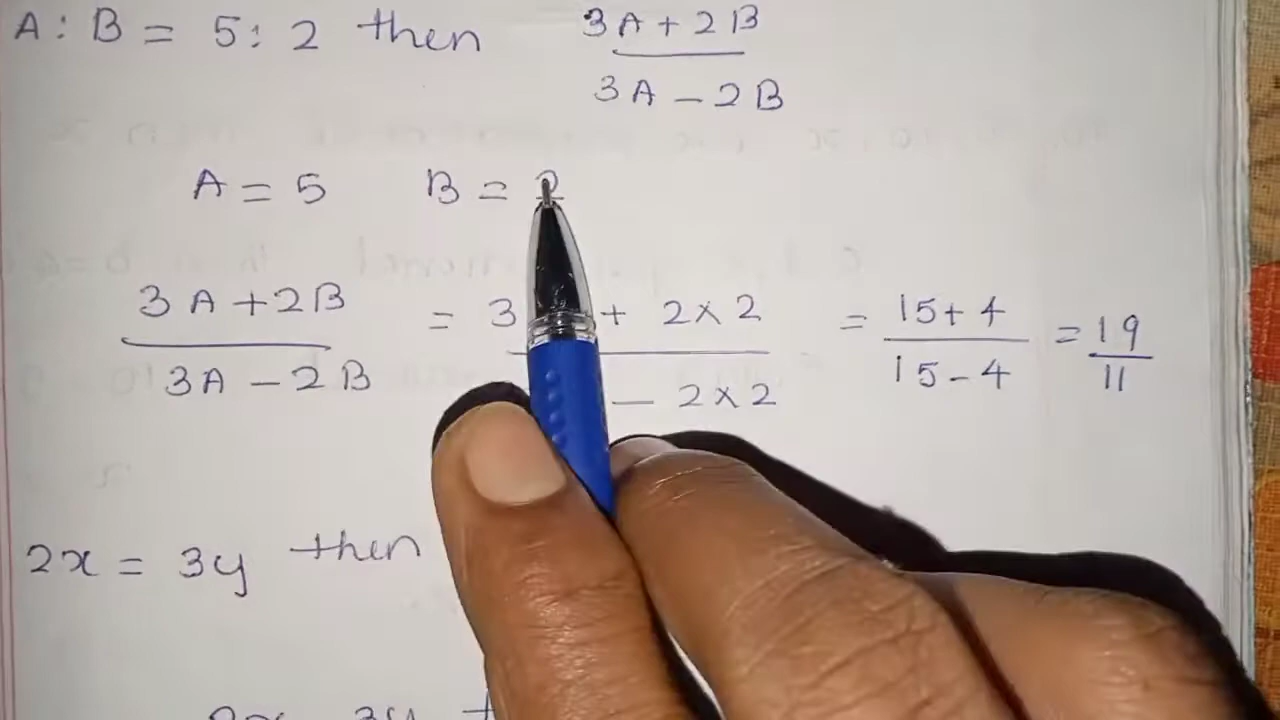 A : B = 5 : 2 then 3A + 2B / 3A - 2B
A = 5 B = 2
3A + 2B / 3A - 2B = 3 + 2×2 / - 2×2 = 15+4 / 15-4 = 19 / 11
2x = 3y then